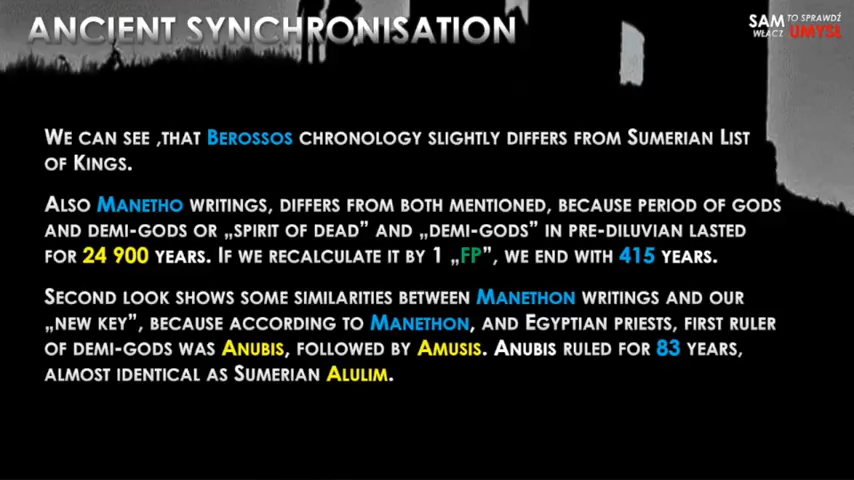 ANCIENT SYNCHRONISATION
SAM TO SPRAWDŹ
WŁĄCZ UMYSŁ
WE CAN SEE ,THAT BEROSSOS CHRONOLOGY SLIGHTLY DIFFERS FROM SUMERIAN LIST
OF KINGS.
ALSO MANETHO WRITINGS, DIFFERS FROM BOTH MENTIONED, BECAUSE PERIOD OF GODS
AND DEMI-GODS OR „SPIRIT OF DEAD” AND „DEMI-GODS” IN PRE-DILUVIAN LASTED
FOR 24 900 YEARS. IF WE RECALCULATE IT BY 1 „FP”, WE END WITH 415 YEARS.
SECOND LOOK SHOWS SOME SIMILARITIES BETWEEN MANETHON WRITINGS AND OUR
„NEW KEY”, BECAUSE ACCORDING TO MANETHON, AND EGYPTIAN PRIESTS, FIRST RULER
OF DEMI-GODS WAS ANUBIS, FOLLOWED BY AMUSIS. ANUBIS RULED FOR 83 YEARS,
ALMOST IDENTICAL AS SUMERIAN ALULIM.